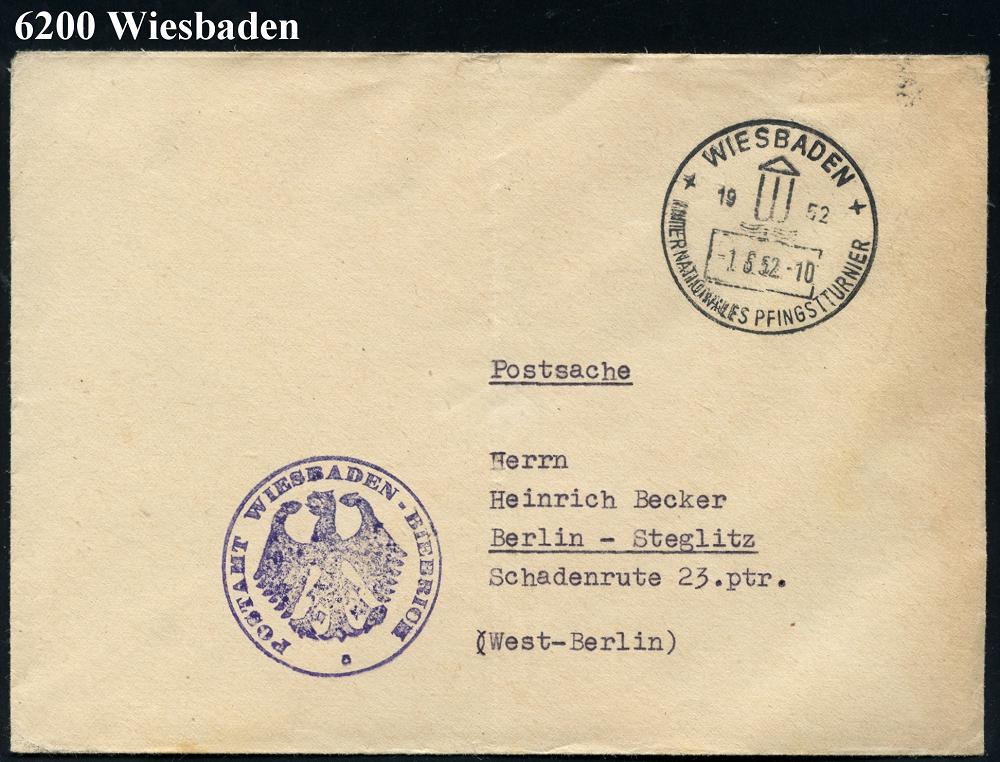 6200 Wiesbaden
WIESBADEN
19 52
-1.6.52.-10
INTERNATIONALES PFINGSTTURNIER
Postsache
Herrn
Heinrich Becker
Berlin - Steglitz
Schadenrute 23.ptr.
(West-Berlin)
POSTAMT WIESBADEN-BIEBRICH